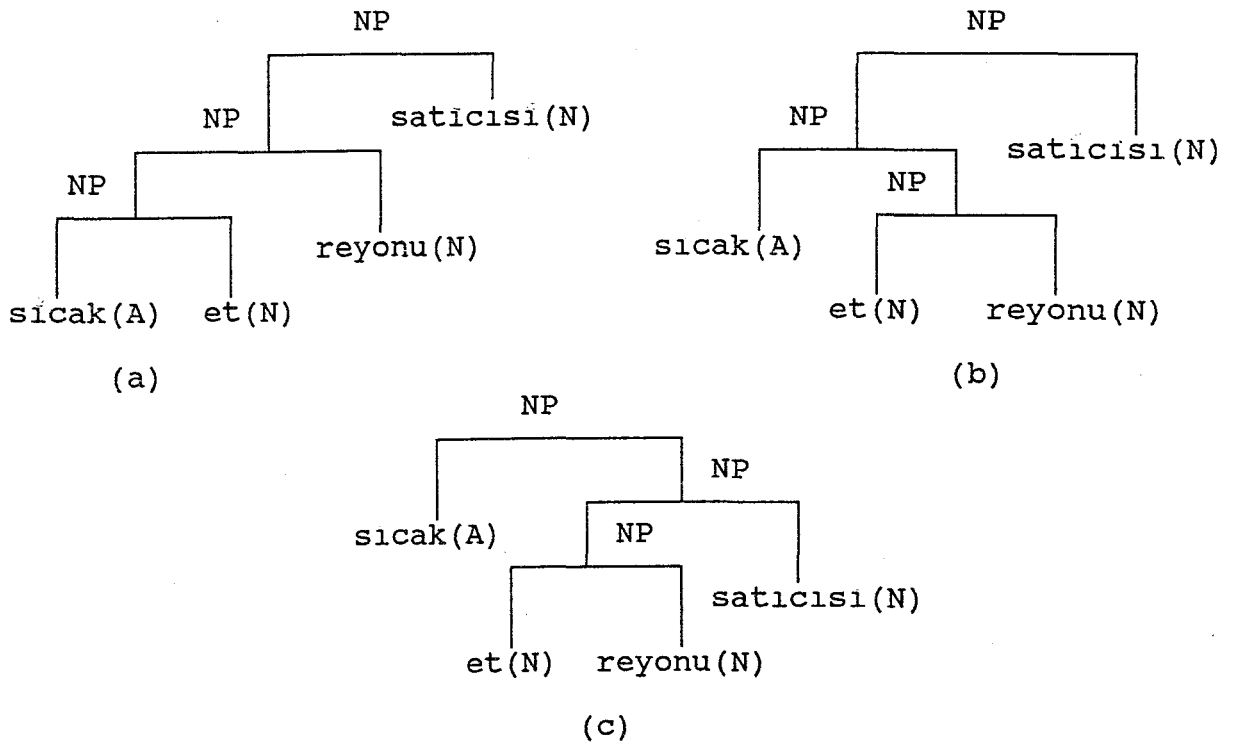 NP
NP
satıcısı(N)
NP
reyonu(N)
sıcak(A) et(N)
(a)
NP
NP
satıcısı(N)
NP
sıcak(A)
et(N) reyonu(N)
(b)
NP
NP
sıcak(A)
NP
satıcısı(N)
et(N) reyonu(N)
(c)